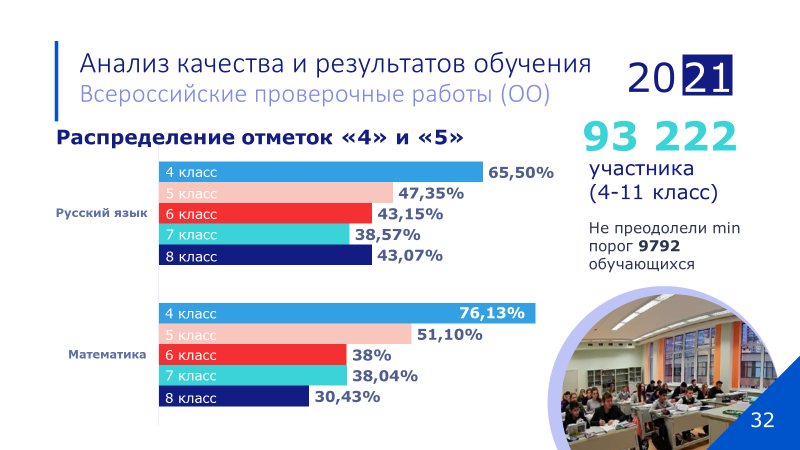 Анализ качества и результатов обучения
Всероссийские проверочные работы (ОО)
2021
Распределение отметок «4» и «5»
93 222
участника
(4-11 класс)
Не преодолели min
порог 9792
обучающихся
Русский язык
4 класс 65,50%
5 класс 47,35%
6 класс 43,15%
7 класс 38,57%
8 класс 43,07%
Математика
4 класс 76,13%
5 класс 51,10%
6 класс 38%
7 класс 38,04%
8 класс 30,43%
32